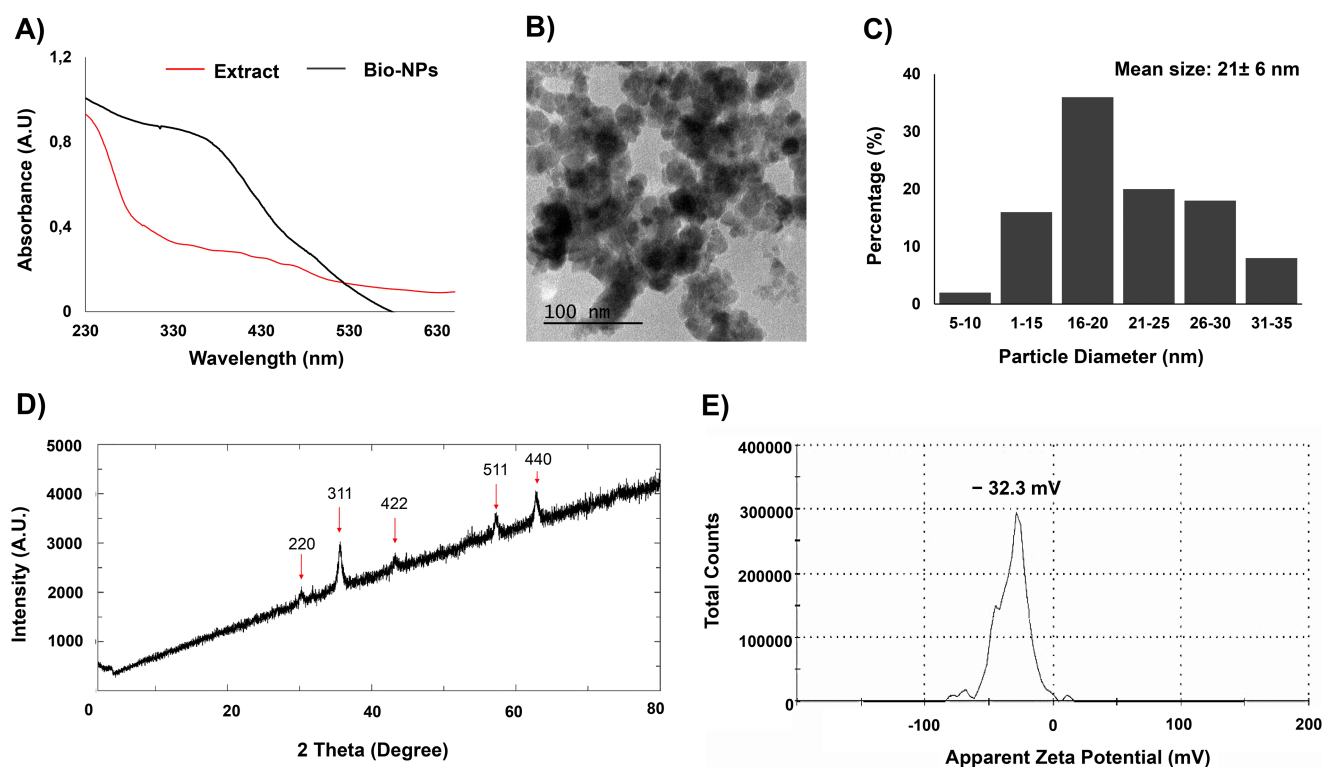 A)
1,2
Extract
Bio-NPs
0,8
0,4
0
Absorbance (A.U)
230
330
430
530
630
Wavelength (nm)
B)
100 nm
C)
Mean size: 21± 6 nm
40
30
20
10
0
Percentage (%)
5-10
1-15
16-20
21-25
26-30
31-35
Particle Diameter (nm)
D)
5000
4000
3000
2000
1000
Intensity (A.U.)
220
311
422
511
440
0
20
40
60
80
2 Theta (Degree)
E)
400000
300000
200000
100000
0
Total Counts
− 32.3 mV
-100
0
100
200
Apparent Zeta Potential (mV)